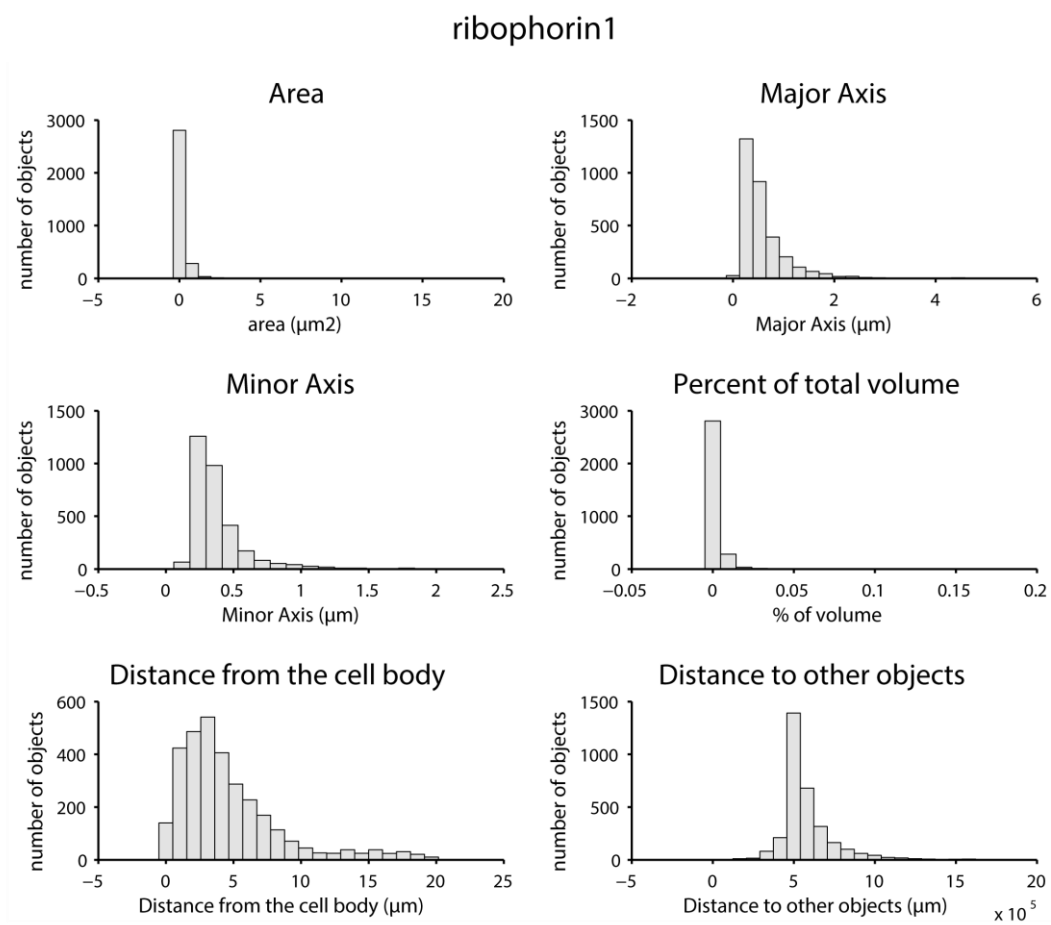 ribophorin1
Area
number of objects
3000
2000
1000
0
−5 0 5 10 15 20
area (μm2)
Major Axis
number of objects
1500
1000
500
0
−2 0 2 4 6
Major Axis (μm)
Minor Axis
number of objects
1500
1000
500
0
−0.5 0 0.5 1 1.5 2 2.5
Minor Axis (μm)
Percent of total volume
number of objects
3000
2000
1000
0
−0.05 0 0.05 0.1 0.15 0.2
% of volume
Distance from the cell body
number of objects
600
400
200
0
−5 0 5 10 15 20 25
Distance from the cell body (μm)
Distance to other objects
number of objects
1500
1000
500
0
−5 0 5 10 15 20
Distance to other objects (μm) x 10 5